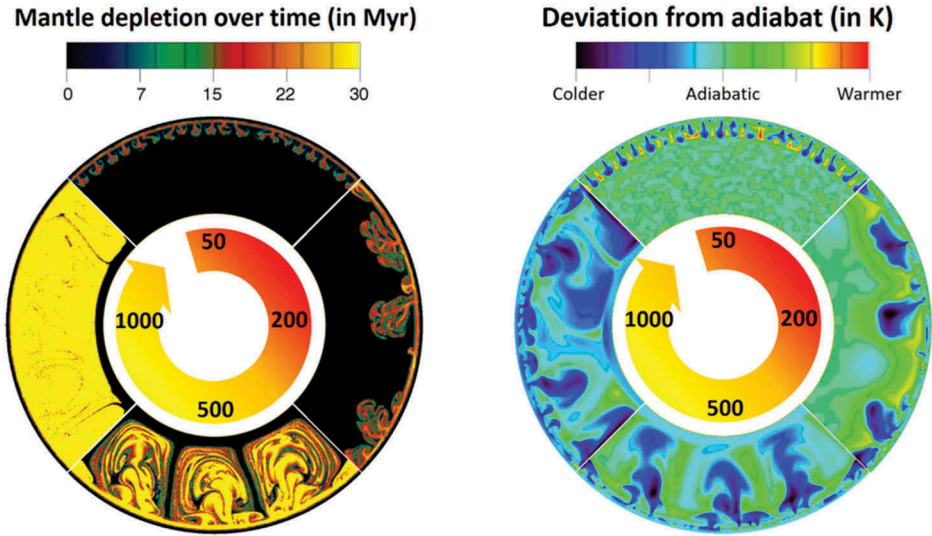 Mantle depletion over time (in Myr)
0 7 15 22 30
50
200
500
1000
Deviation from adiabat (in K)
Colder Adiabatic Warmer
50
200
500
1000